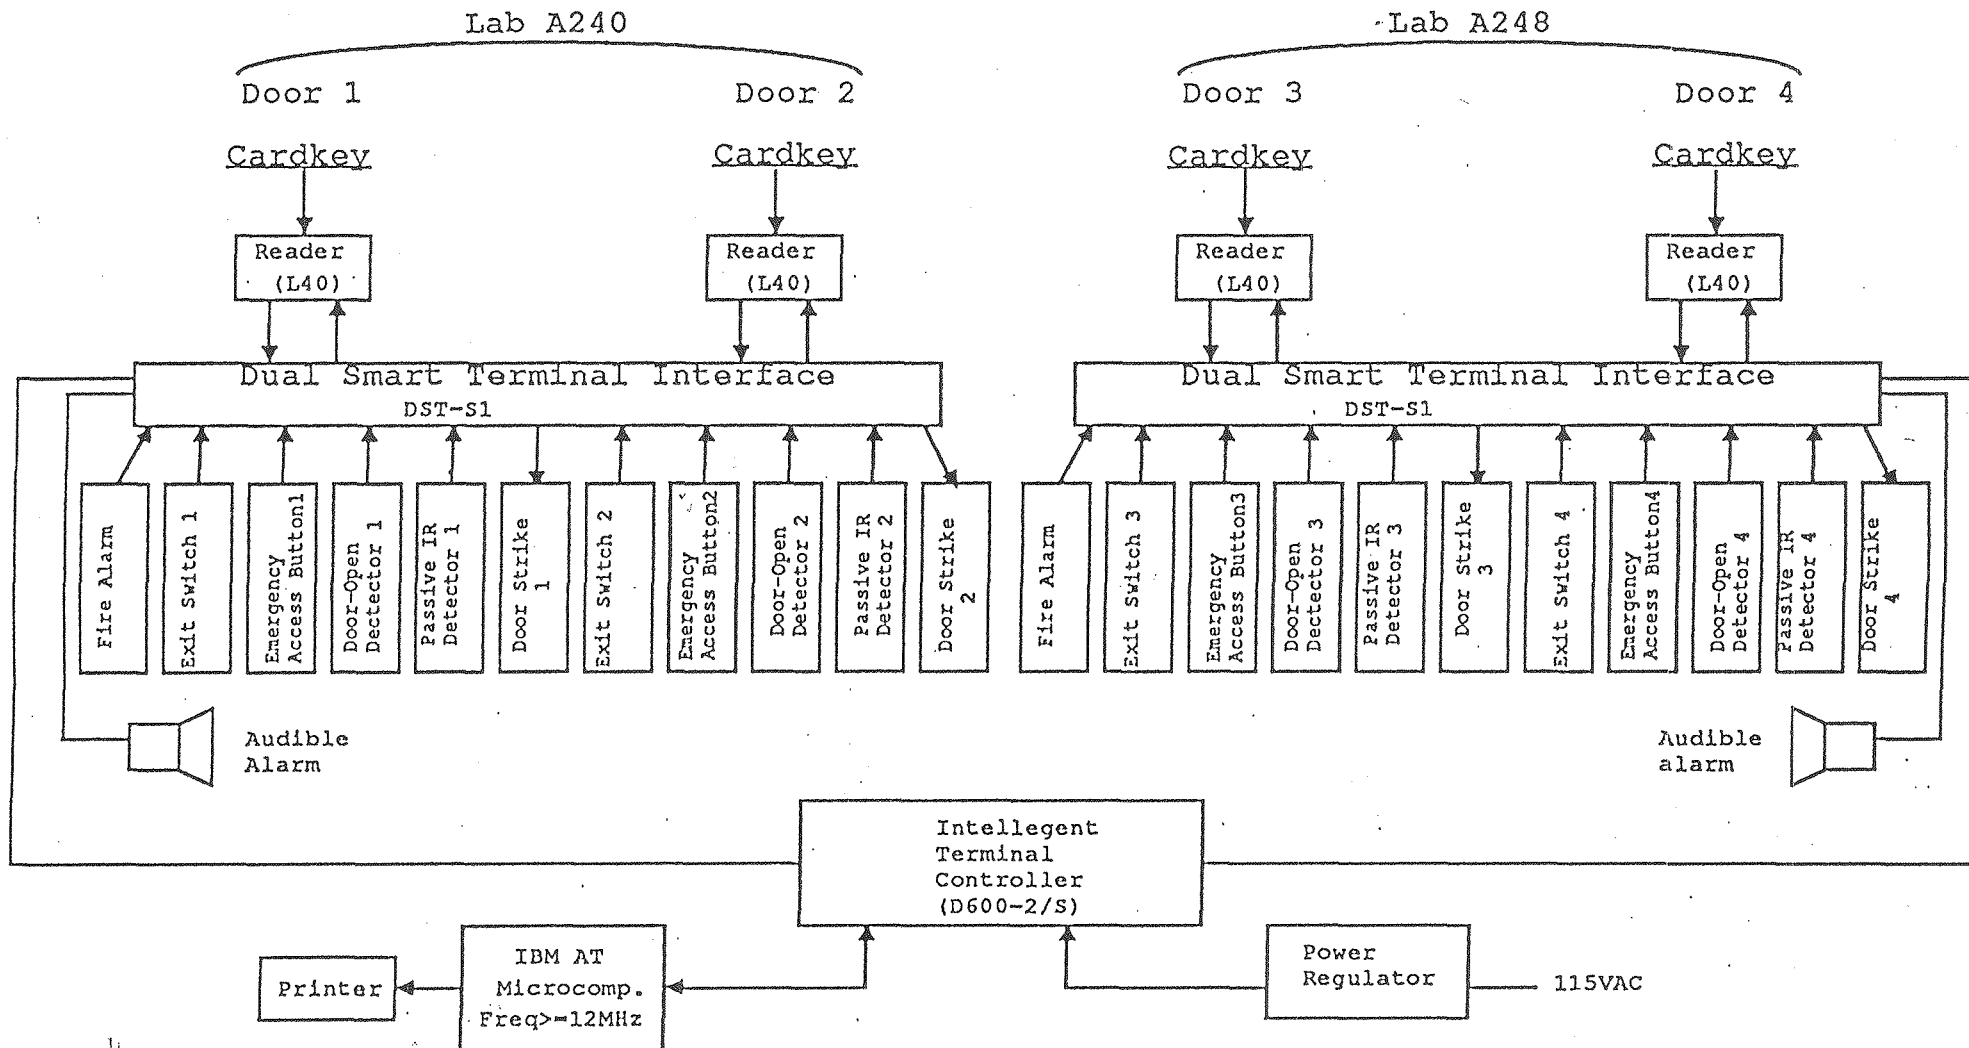 Lab A240
Lab A248
Door 1
Door 2
Door 3
Door 4
Cardkey
Cardkey
Cardkey
Cardkey
Reader
(L40)
Reader
(L40)
Reader
(L40)
Reader
(L40)
Dual Smart Terminal Interface
DST-S1
Dual Smart Terminal Interface
DST-S1
Fire Alarm
Exit Switch 1
Emergency
Access Button1
Door-Open
Dectector 1
Passive IR
Detector 1
Door Strike
1
Exit Switch 2
Emergency
Access Button2
Door-Open
Detector 2
Passive IR
Detector 2
Door Strike
2
Fire Alarm
Exit Switch 3
Emergency
Access Button3
Door-Open
Dectector 3
Passive IR
Detector 3
Door Strike
3
Exit Switch 4
Emergency
Access Button4
Door-Open
Detector 4
Passive IR
Detector 4
Door Strike
4
Audible
Alarm
Audible
alarm
Intellegent
Terminal
Controller
(D600-2/S)
Printer
IBM AT
Microcomp.
Freq>=12MHz
Power
Regulator
115VAC